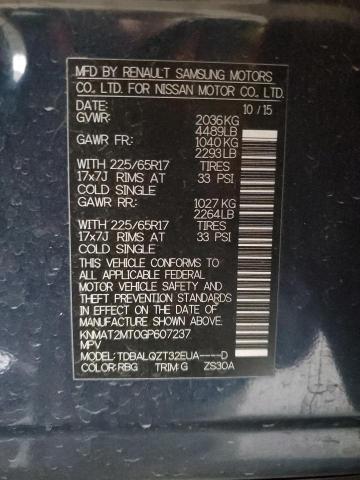 MFD BY RENAULT SAMSUNG MOTORS
CO., LTD. FOR NISSAN MOTOR CO., LTD.
DATE: 10/15
GVWR: 2036KG
4489LB
GAWR FR: 1040KG
2293LB
WITH 225/65R17 TIRES
17x7J RIMS AT 33 PSI
COLD SINGLE
GAWR RR: 1027 KG
2264LB
WITH 225/65R17 TIRES
17x7J RIMS AT 33 PSI
COLD SINGLE
THIS VEHICLE CONFORMS TO
ALL APPLICABLE FEDERAL
MOTOR VEHICLE SAFETY AND
THEFT PREVENTION STANDARDS
IN EFFECT ON THE DATE OF
MANUFACTURE SHOWN ABOVE.
KNMAT2MT0GP607237
MPV
MODEL: TDBALQZT32EUA----D
COLOR: RBG TRIM: G ZS30A